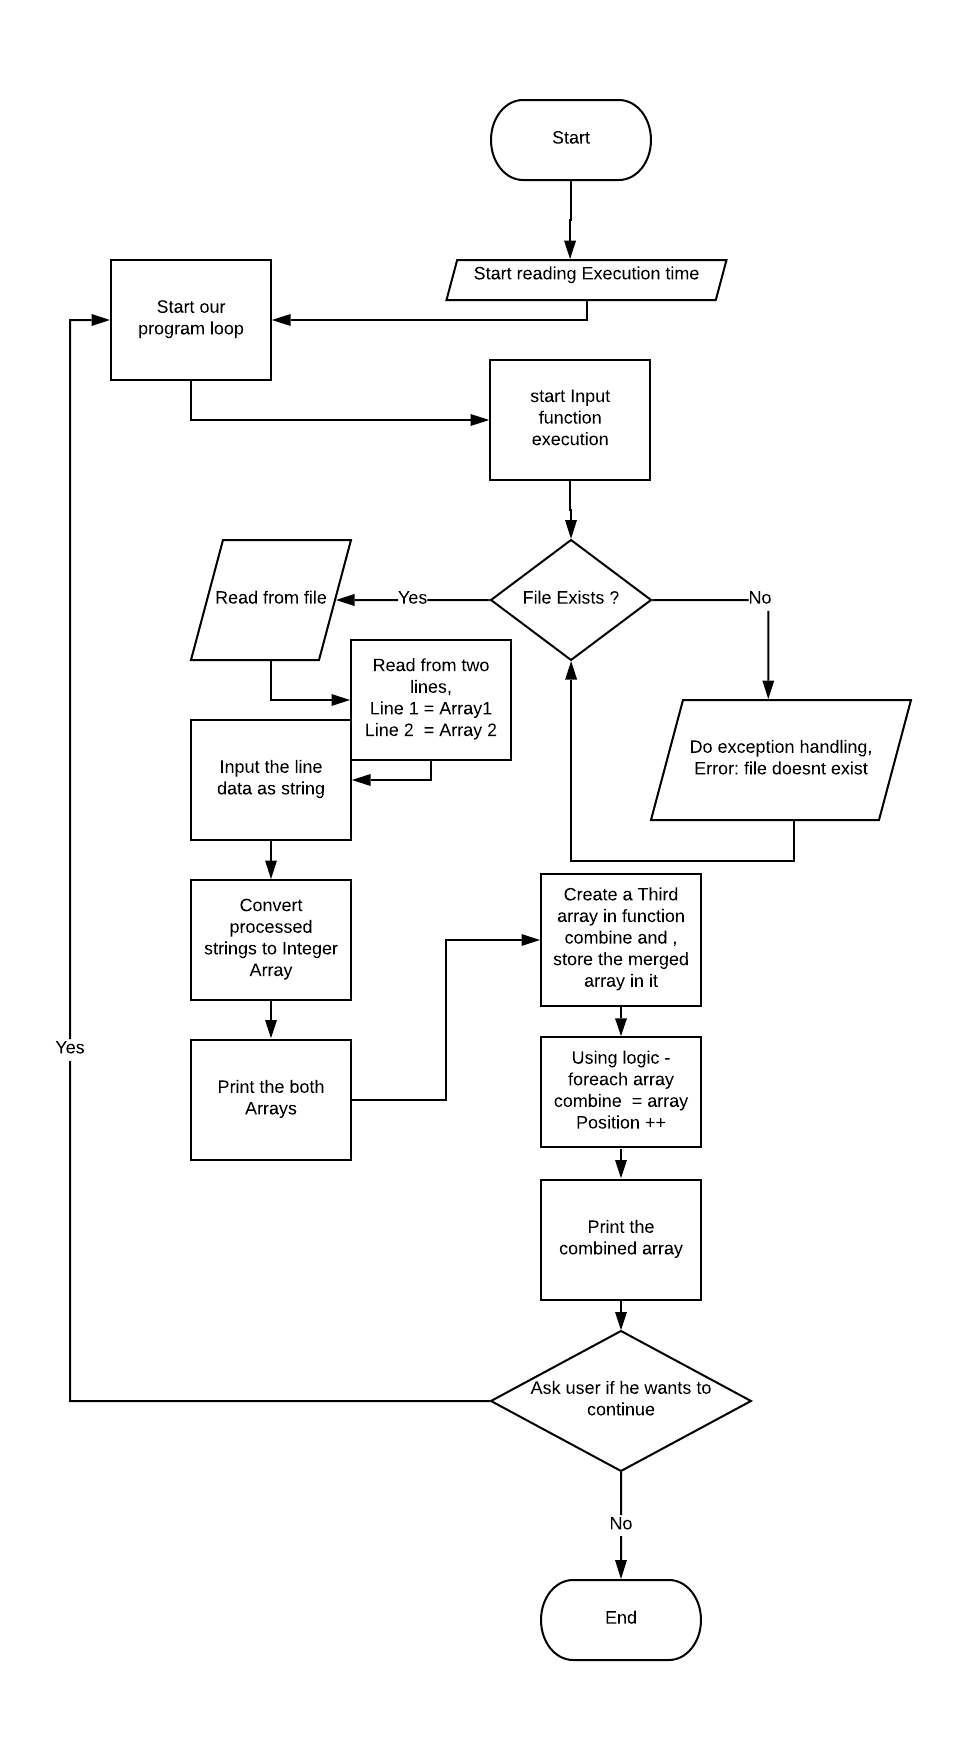 Start
Start reading Execution time
Start our
program loop
start Input
function
execution
File Exists ?
Yes
No
Read from file
Read from two
lines,
Line 1 = Array1
Line 2  = Array 2
Do exception handling,
Error: file doesnt exist
Input the line
data as string
Convert
processed
strings to Integer
Array
Print the both
Arrays
Create a Third
array in function
combine and ,
store the merged
array in it
Using logic -
foreach array
combine  = array
Position ++
Print the
combined array
Ask user if he wants to
continue
Yes
No
End